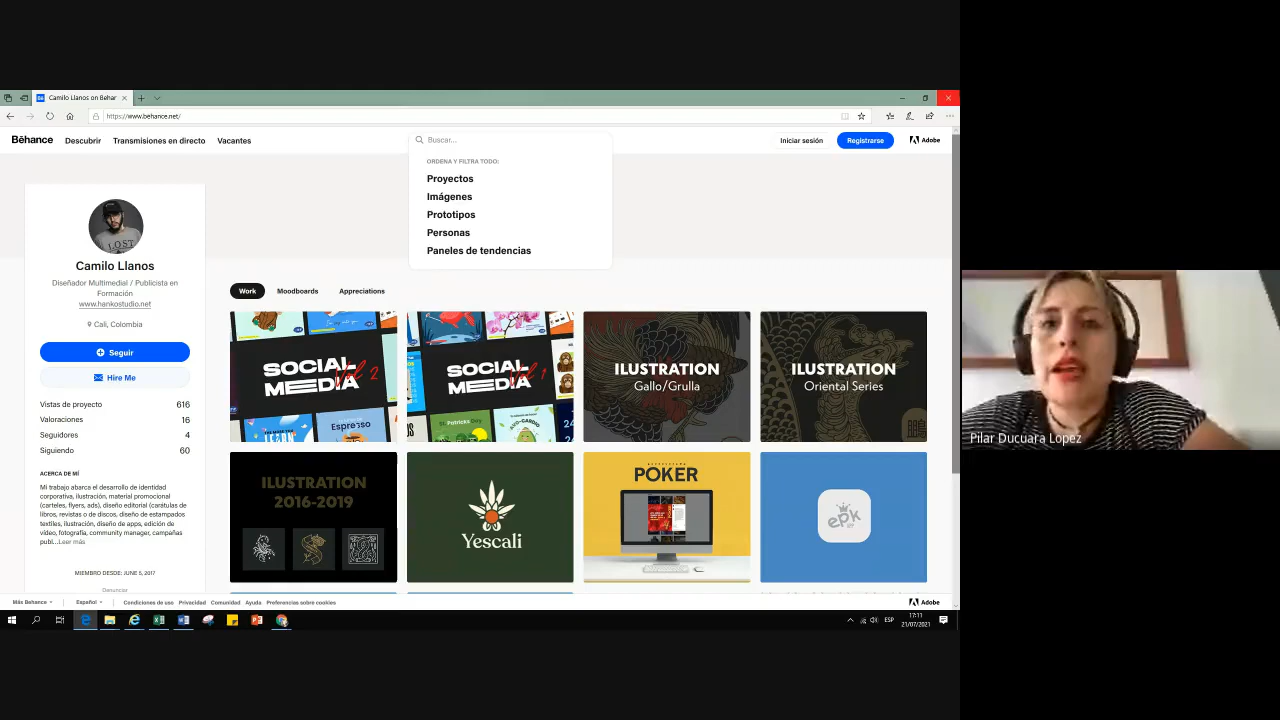 Camilo Llanos on Behar
https://www.behance.net/
Bēhance
Descubrir
Transmisiones en directo
Vacantes
Buscar...
Iniciar sesión
Registrarse
Adobe
ORDENA Y FILTRA TODO:
Proyectos
Imágenes
Prototipos
Personas
Paneles de tendencias
LOST
Camilo Llanos
Diseñador Multimedial / Publicista en
Formación
www.hankostudio.net
Cali, Colombia
Seguir
Hire Me
Vistas de proyecto 616
Valoraciones 16
Seguidores 4
Siguiendo 60
ACERCA DE MÍ
Mi trabajo abarca el desarrollo de identidad
corporativa, ilustración, material promocional
(carteles, flyers, ads), diseño editorial (carátulas de
libros, revistas o de discos, diseño de estampados
textiles, ilustración, diseño de apps, edición de
vídeo, fotografía, community manager, campañas
publi...Leer más
MIEMBRO DESDE: JUNE 5, 2017
Denunciar
Work
Moodboards
Appreciations
SOCIAL
MEDIA
Vol 2
Espresso
SOCIAL
MEDIA
Vol 1
ILUSTRATION
Gallo/Grulla
ILUSTRATION
Oriental Series
ILUSTRATION
2016-2019
Yescali
POKER
epk
Más Behance
Español
Condiciones de uso
Privacidad
Comunidad
Ayuda
Preferencias sobre cookies
Adobe
ESP
17:11
21/07/2021
Pilar Ducuara Lopez